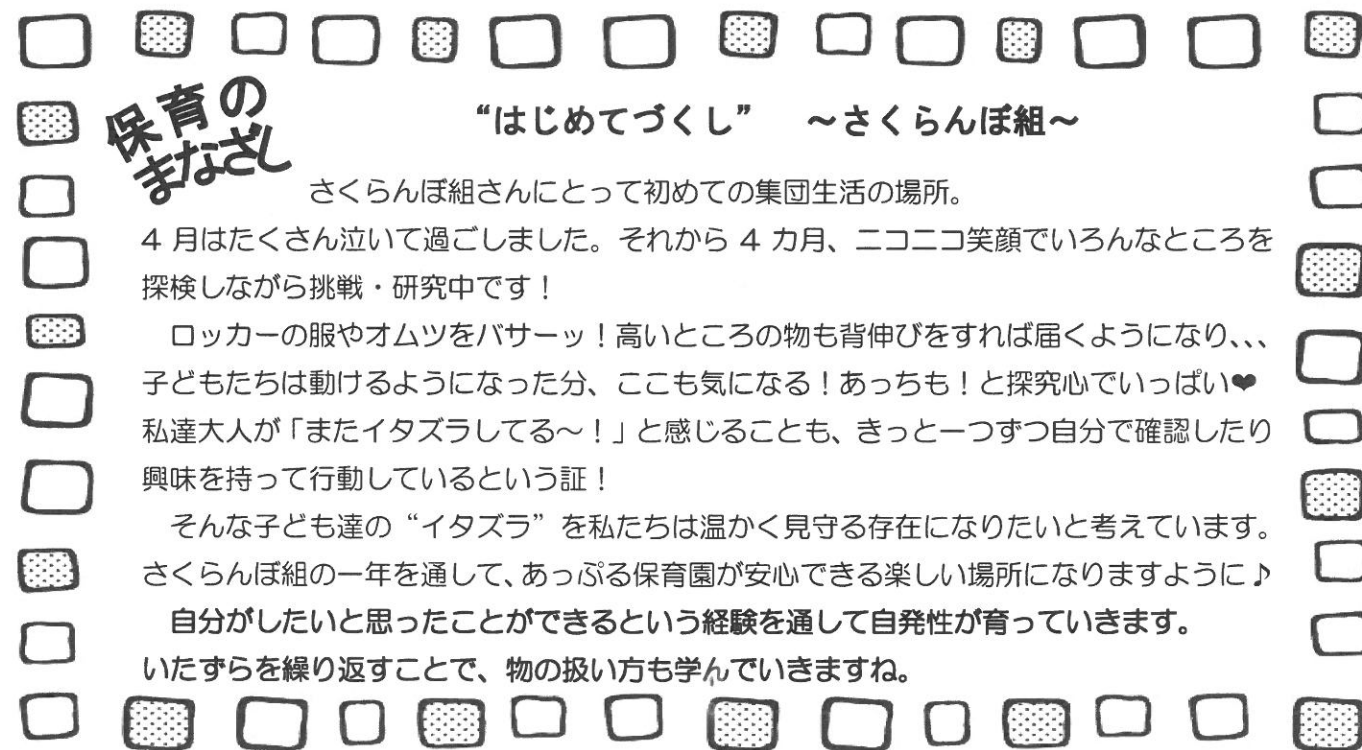 保育の
まなざし
“はじめてづくし”　～さくらんぼ組～
さくらんぼ組さんにとって初めての集団生活の場所。
4 月はたくさん泣いて過ごしました。それから 4 カ月、ニコニコ笑顔でいろんなところを
探検しながら挑戦・研究中です！
ロッカーの服やオムツをバサーッ！高いところの物も背伸びをすれば届くようになり､､､
子どもたちは動けるようになった分、ここも気になる！あっちも！と探究心でいっぱい❤
私達大人が「またイタズラしてる～！」と感じることも、きっと一つずつ自分で確認したり
興味を持って行動しているという証！
そんな子ども達の“イタズラ”を私たちは温かく見守る存在になりたいと考えています。
さくらんぼ組の一年を通して、あっぷる保育園が安心できる楽しい場所になりますように♪
自分がしたいと思ったことができるという経験を通して自発性が育っていきます。
いたずらを繰り返すことで、物の扱い方も学んでいきますね。